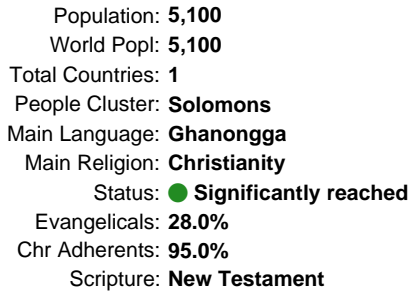 Population: 5,100
World Popl: 5,100
Total Countries: 1
People Cluster: Solomons
Main Language: Ghanongga
Main Religion: Christianity
Status: Significantly reached
Evangelicals: 28.0%
Chr Adherents: 95.0%
Scripture: New Testament